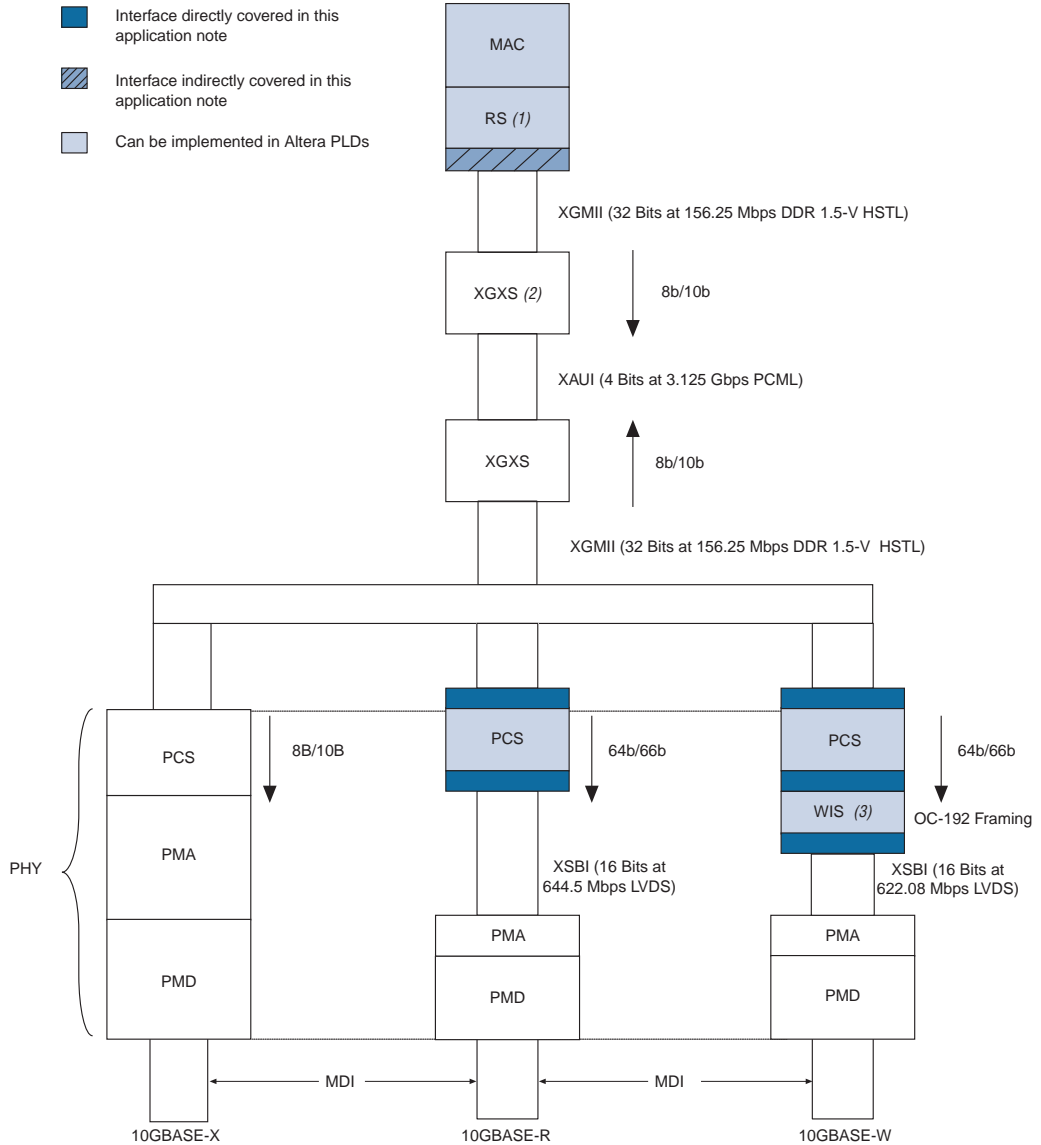 Interface directly covered in this
application note
Interface indirectly covered in this
application note
Can be implemented in Altera PLDs
MAC
RS (1)
XGMII (32 Bits at 156.25 Mbps DDR 1.5-V HSTL)
XGXS (2)
8b/10b
XAUI (4 Bits at 3.125 Gbps PCML)
XGXS
8b/10b
XGMII (32 Bits at 156.25 Mbps DDR 1.5-V HSTL)
PHY
PCS
PMA
PMD
8B/10B
PCS
64b/66b
XSBI (16 Bits at
644.5 Mbps LVDS)
PMA
PMD
PCS
64b/66b
WIS (3)
OC-192 Framing
XSBI (16 Bits at
622.08 Mbps LVDS)
PMA
PMD
MDI
MDI
10GBASE-X
10GBASE-R
10GBASE-W